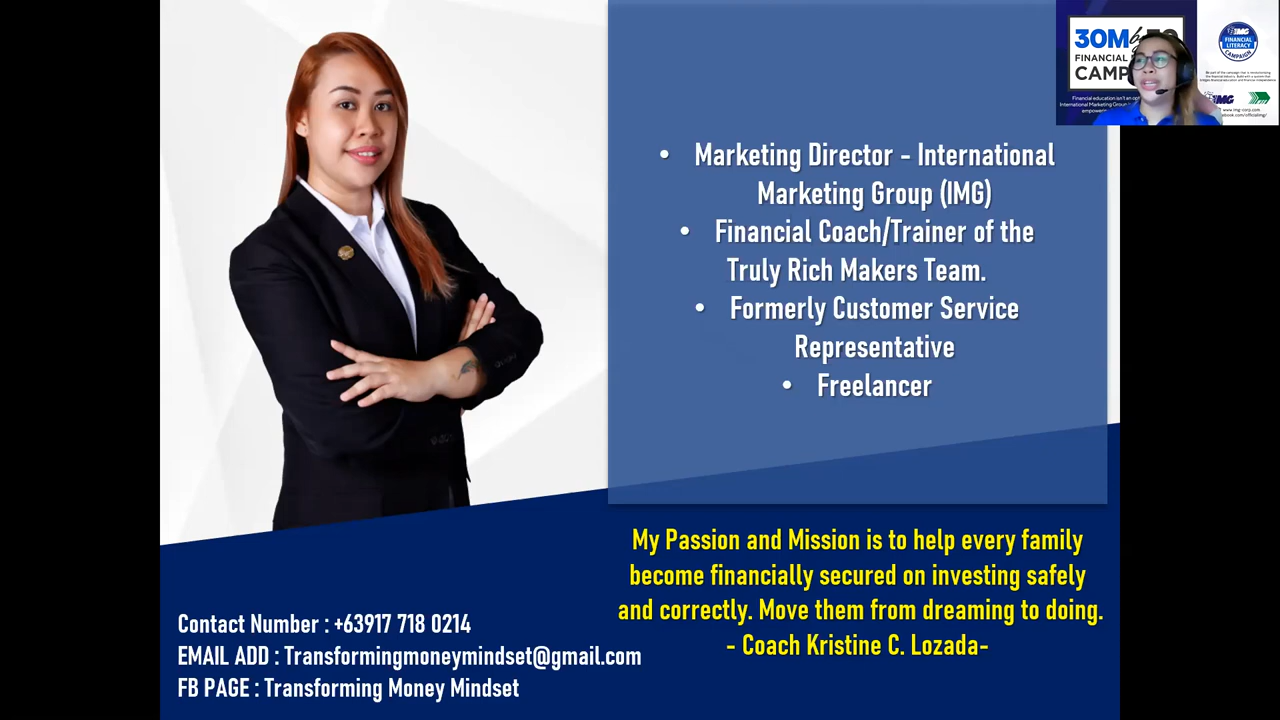 • Marketing Director - International
Marketing Group (IMG)
• Financial Coach/Trainer of the
Truly Rich Makers Team.
• Formerly Customer Service
Representative
• Freelancer
My Passion and Mission is to help every family
become financially secured on investing safely
and correctly. Move them from dreaming to doing.
- Coach Kristine C. Lozada-
Contact Number : +63917 718 0214
EMAIL ADD : Transformingmoneymindset@gmail.com
FB PAGE : Transforming Money Mindset
30M
FINANCIAL
CAMP
IMG
FINANCIAL
LITERACY
CAMPAIGN
IMG